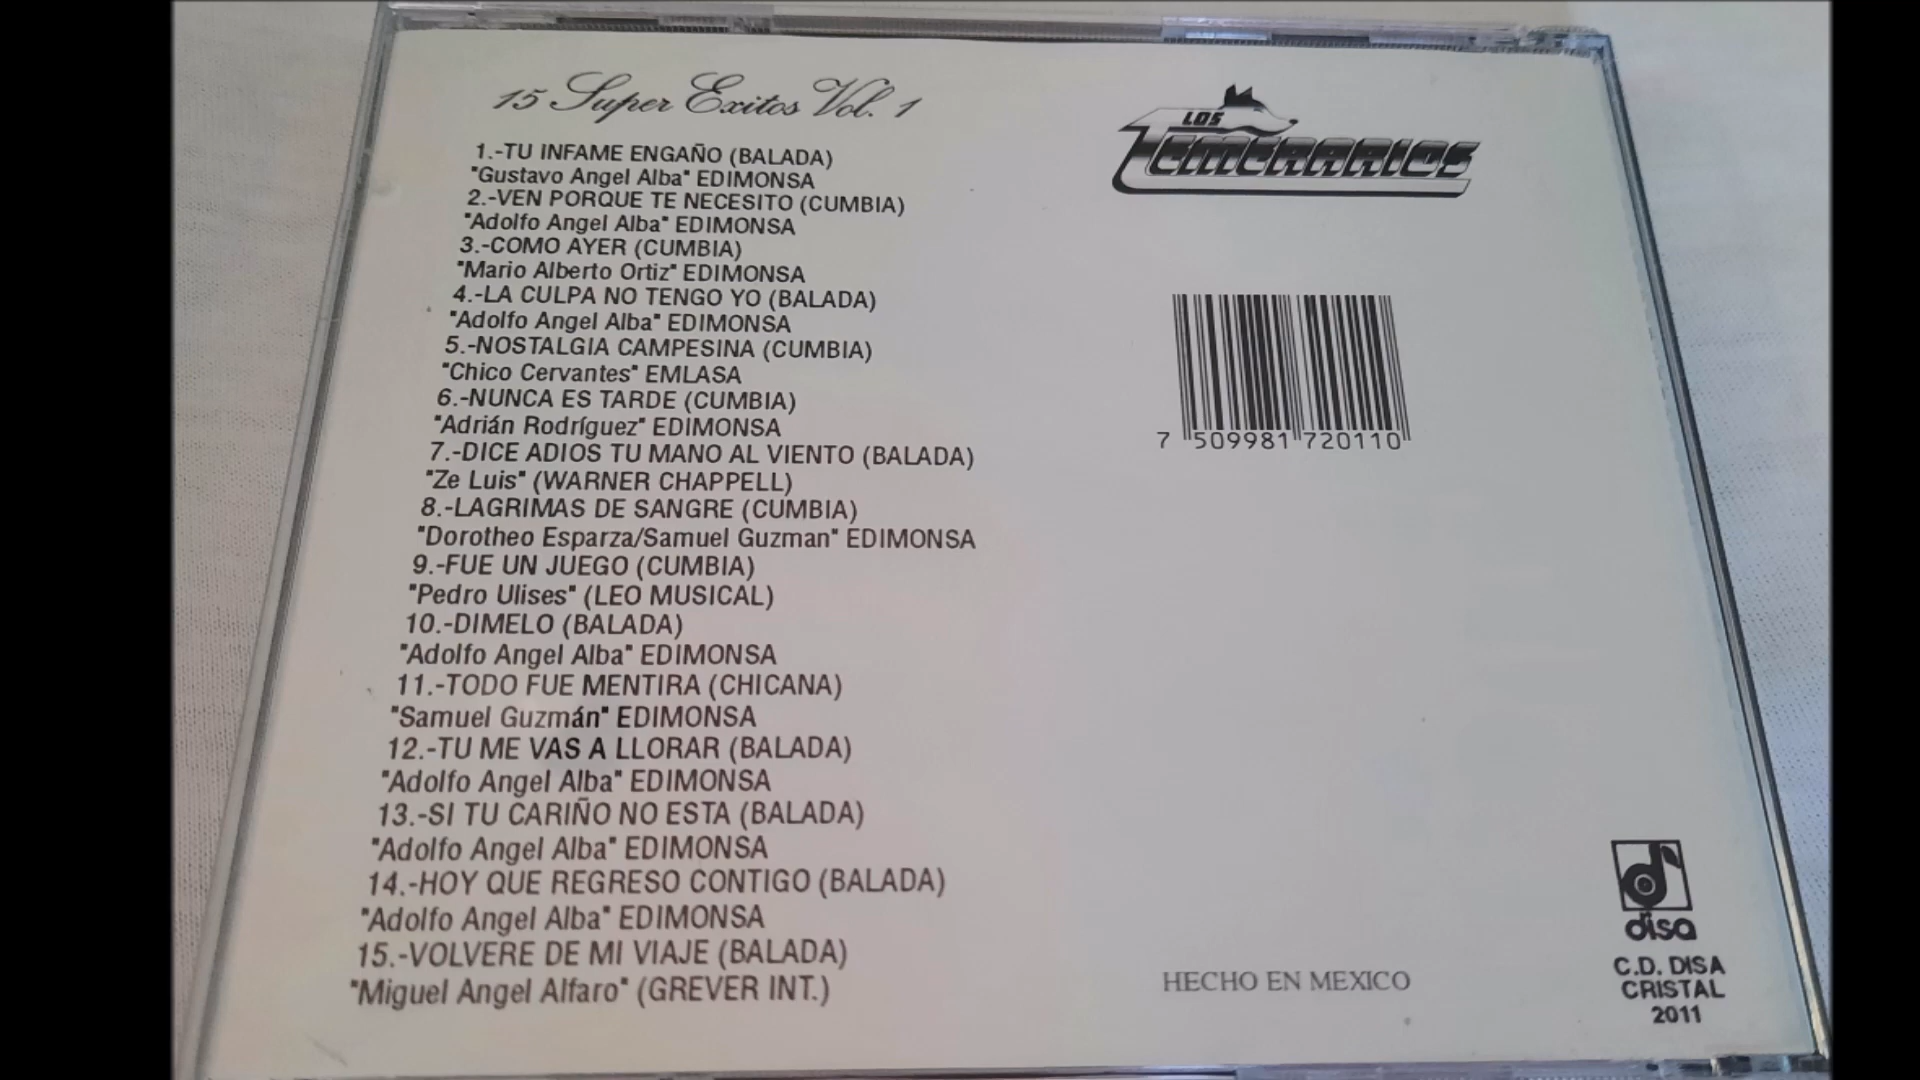 15 Super Exitos Vol. 1
1.-TU INFAME ENGAÑO (BALADA)
"Gustavo Angel Alba" EDIMONSA
2.-VEN PORQUE TE NECESITO (CUMBIA)
"Adolfo Angel Alba" EDIMONSA
3.-COMO AYER (CUMBIA)
"Mario Alberto Ortiz" EDIMONSA
4.-LA CULPA NO TENGO YO (BALADA)
"Adolfo Angel Alba" EDIMONSA
5.-NOSTALGIA CAMPESINA (CUMBIA)
"Chico Cervantes" EMLASA
6.-NUNCA ES TARDE (CUMBIA)
"Adrián Rodríguez" EDIMONSA
7.-DICE ADIOS TU MANO AL VIENTO (BALADA)
"Ze Luis" (WARNER CHAPPELL)
8.-LAGRIMAS DE SANGRE (CUMBIA)
"Dorotheo Esparza/Samuel Guzman" EDIMONSA
9.-FUE UN JUEGO (CUMBIA)
"Pedro Ulises" (LEO MUSICAL)
10.-DIMELO (BALADA)
"Adolfo Angel Alba" EDIMONSA
11.-TODO FUE MENTIRA (CHICANA)
"Samuel Guzmán" EDIMONSA
12.-TU ME VAS A LLORAR (BALADA)
"Adolfo Angel Alba" EDIMONSA
13.-SI TU CARIÑO NO ESTA (BALADA)
"Adolfo Angel Alba" EDIMONSA
14.-HOY QUE REGRESO CONTIGO (BALADA)
"Adolfo Angel Alba" EDIMONSA
15.-VOLVERE DE MI VIAJE (BALADA)
"Miguel Angel Alfaro" (GREVER INT.)
LOS
TEMERARIOS
7 509981 720110
HECHO EN MEXICO
disa
C.D. DISA
CRISTAL
2011